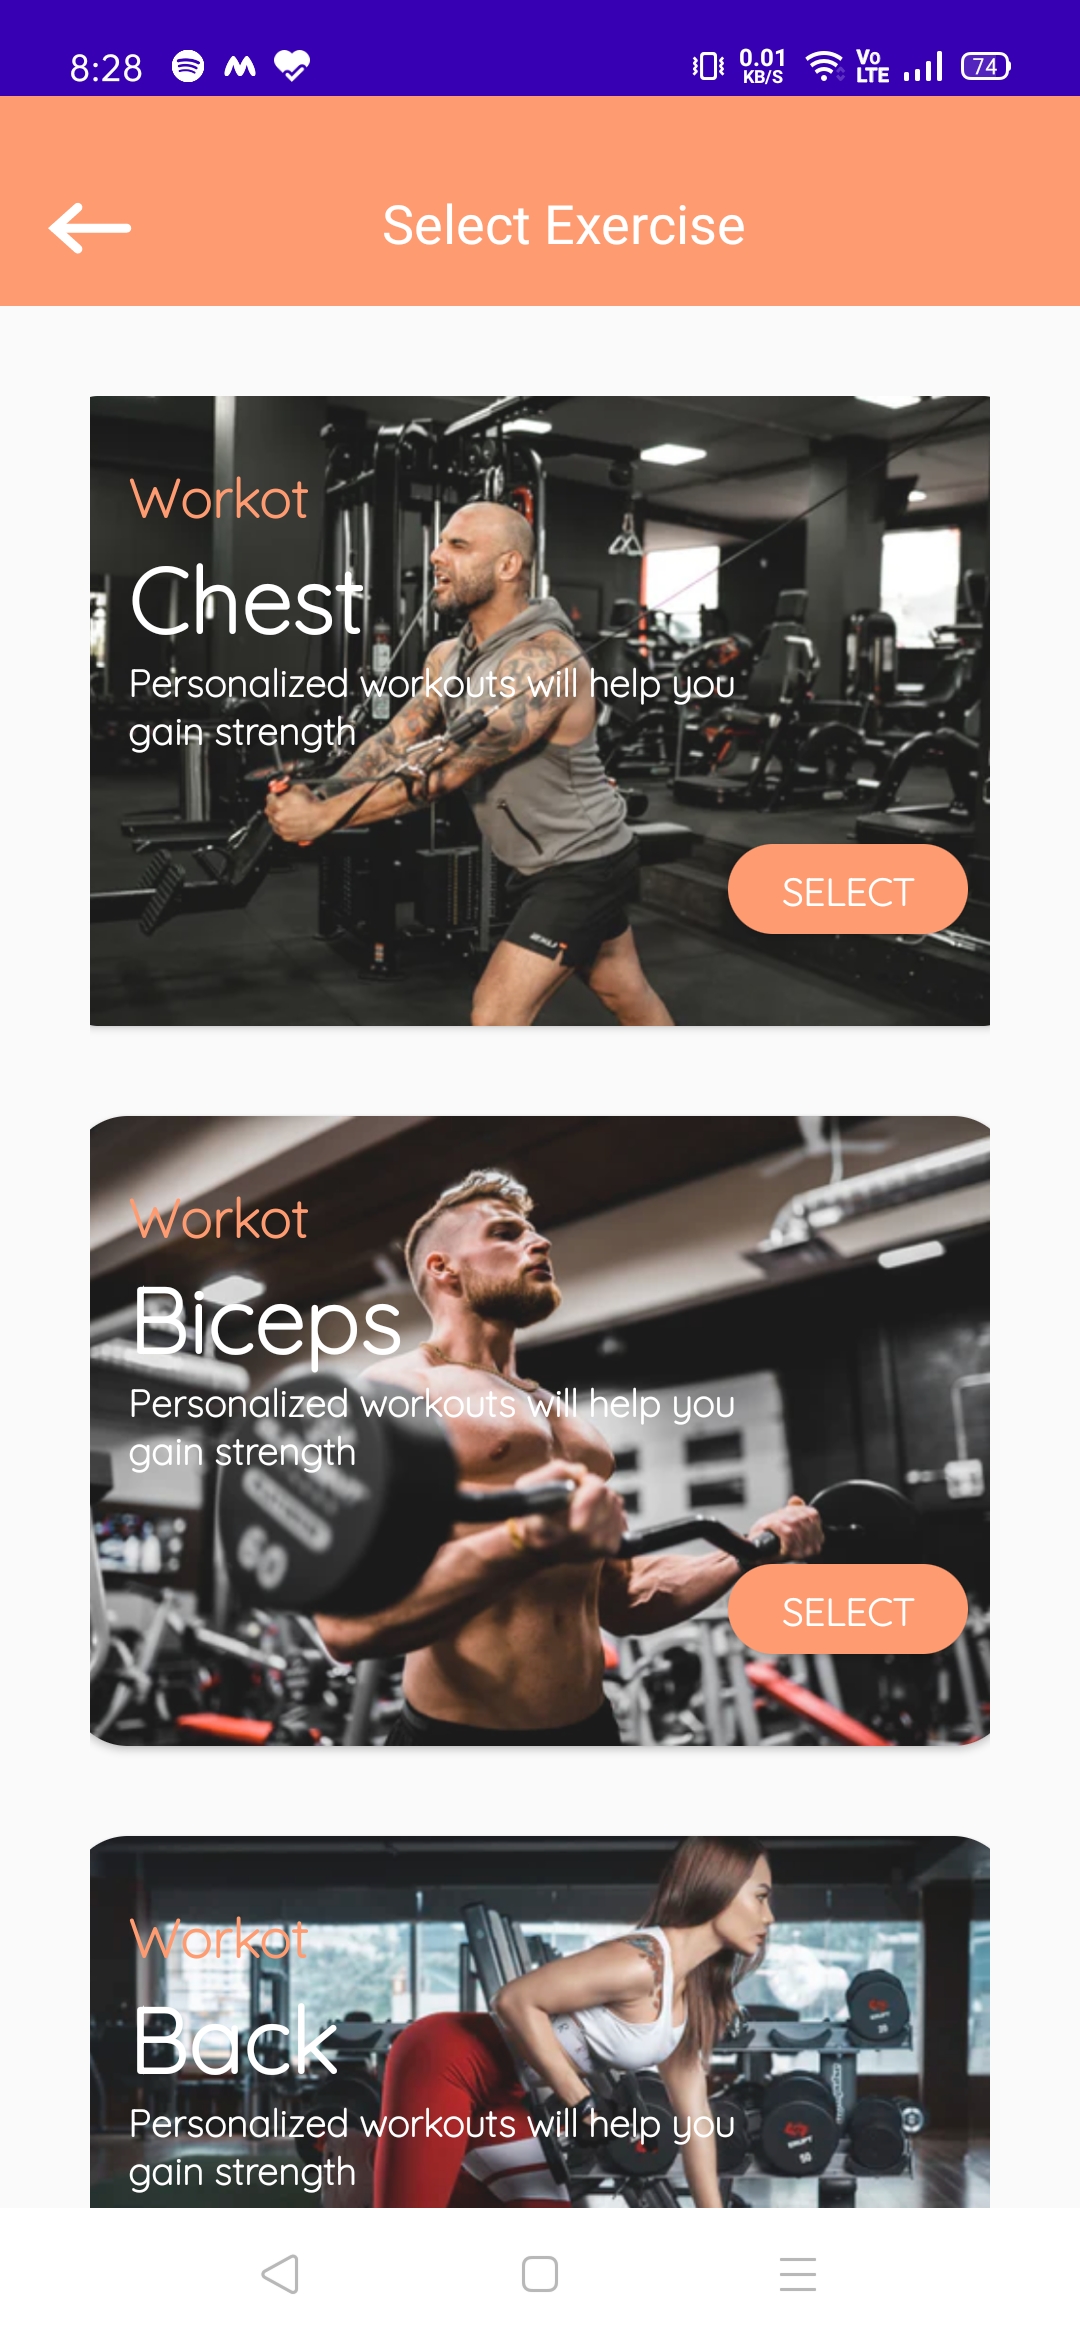 8:28
0.01
KB/S
Vo
LTE
74
Select Exercise
Workot
Chest
Personalized workouts will help you
gain strength
SELECT
Workot
Biceps
Personalized workouts will help you
gain strength
60
SELECT
Workot
Back
Personalized workouts will help you
gain strength